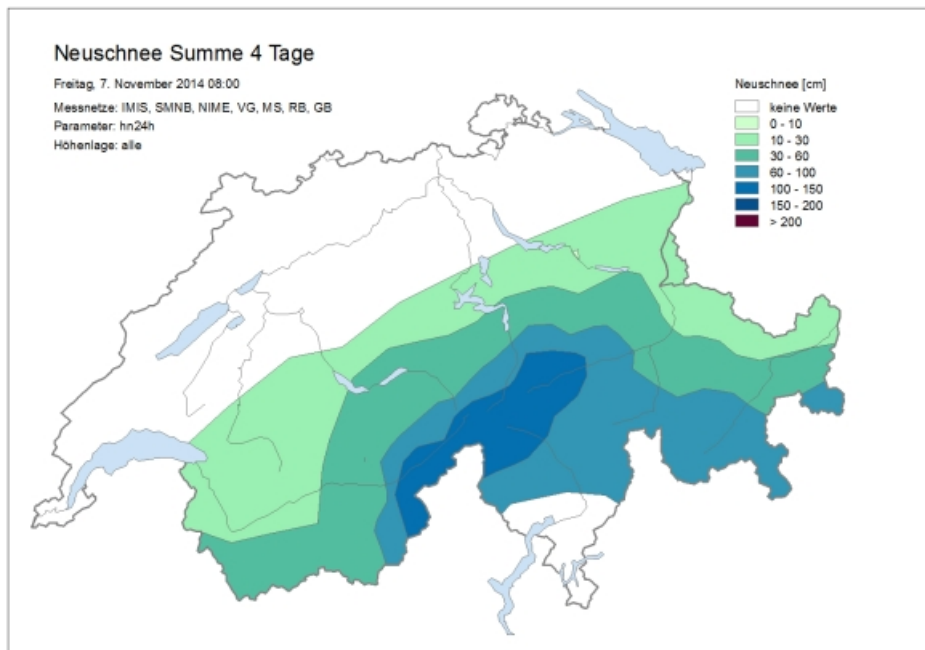 Neuschnee Summe 4 Tage
Freitag, 7. November 2014 08:00
Messnetze: IMIS, SMNB, NIME, VG, MS, RB, GB
Parameter: hn24h
Höhenlage: alle
Neuschnee [cm]
keine Werte
0 - 10
10 - 30
30 - 60
60 - 100
100 - 150
150 - 200
> 200